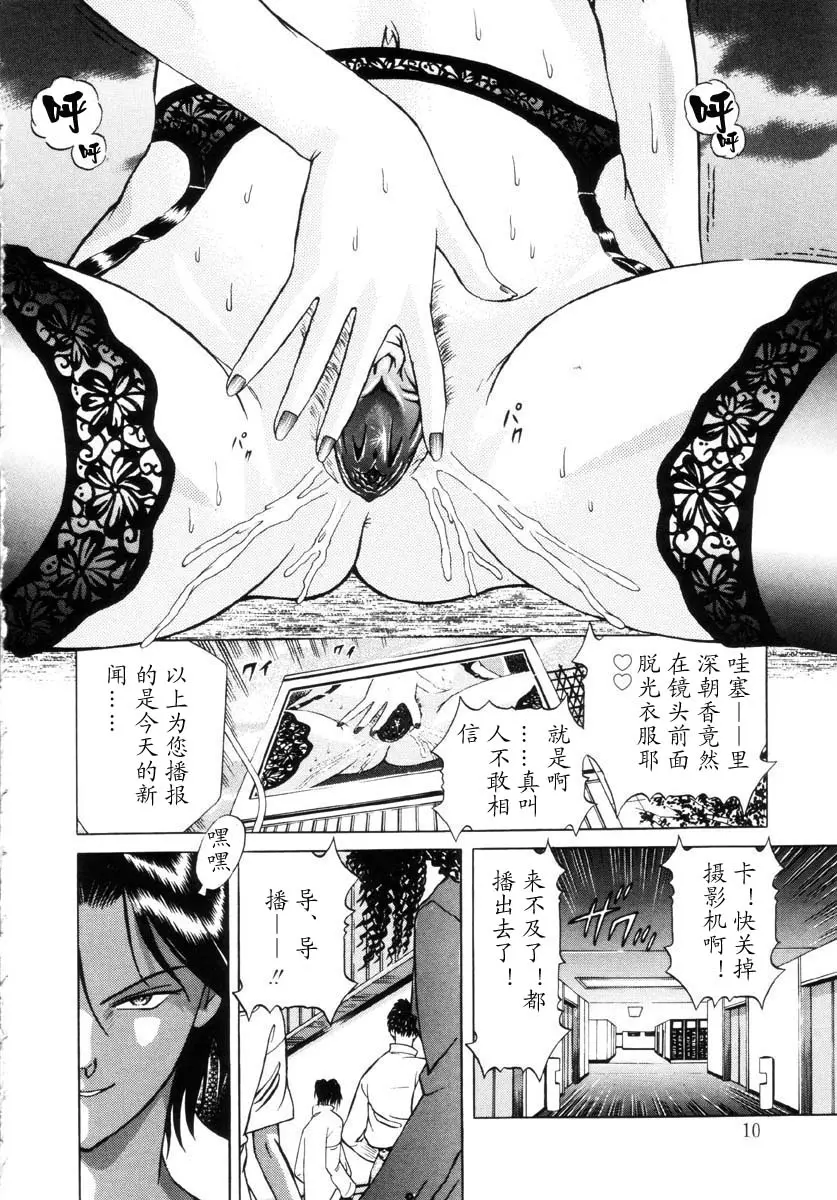 呼
呼
呼
呼
パク
哇塞——里
深朝香竟然
在镜头前面
脱光衣服耶
♡♡
就是啊
……真叫
人不敢相
信
以上为您播报
的是今天的新
闻……
卡！快关掉
摄影机啊！
来不及了！都
播出去了！
导、导
播——!!
嘿
嘿
10